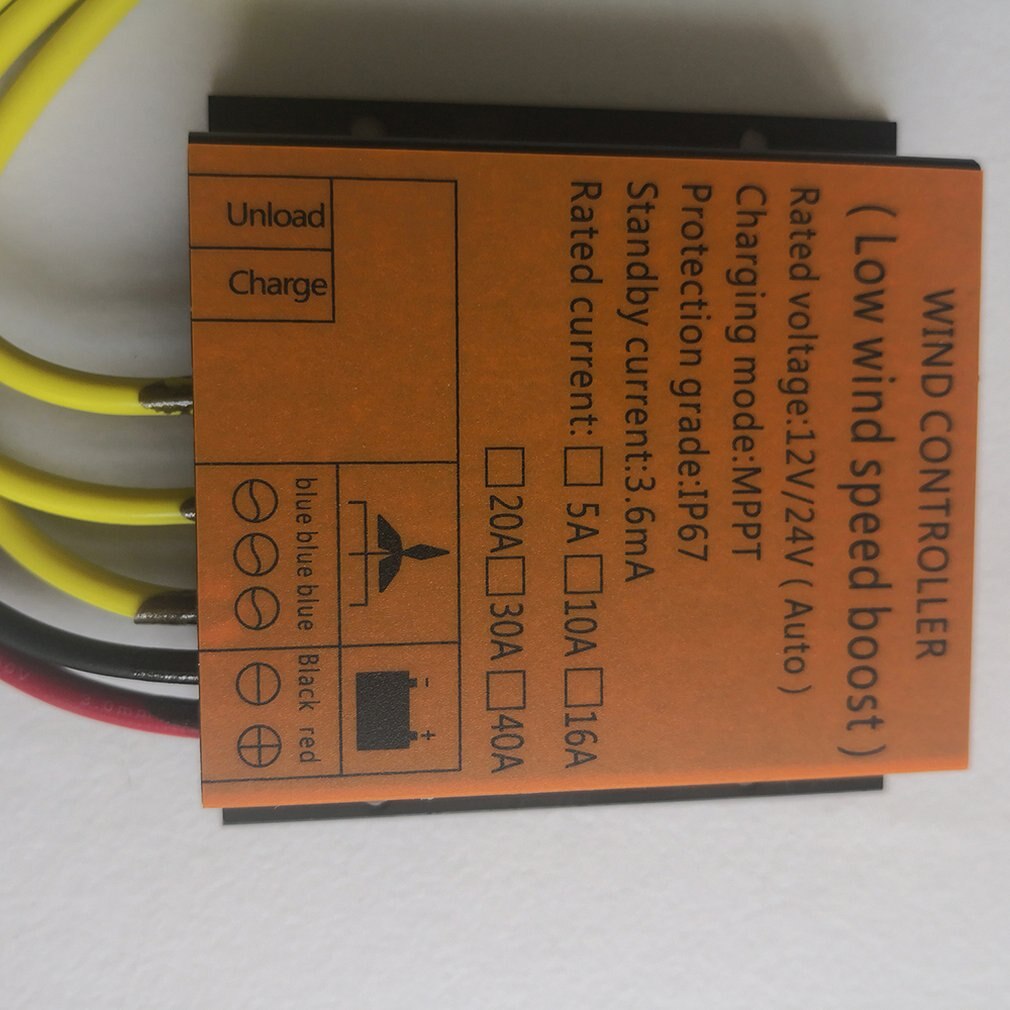 WIND CONTROLLER
( Low wind speed boost )
Rated voltage:12V/24V ( Auto )
Charging mode:MPPT
Protection grade:IP67
Standby current:3.6mA
Rated current: □ 5A □10A □16A
□20A□30A□40A
- +
blue blue blue Black red
Unload
Charge